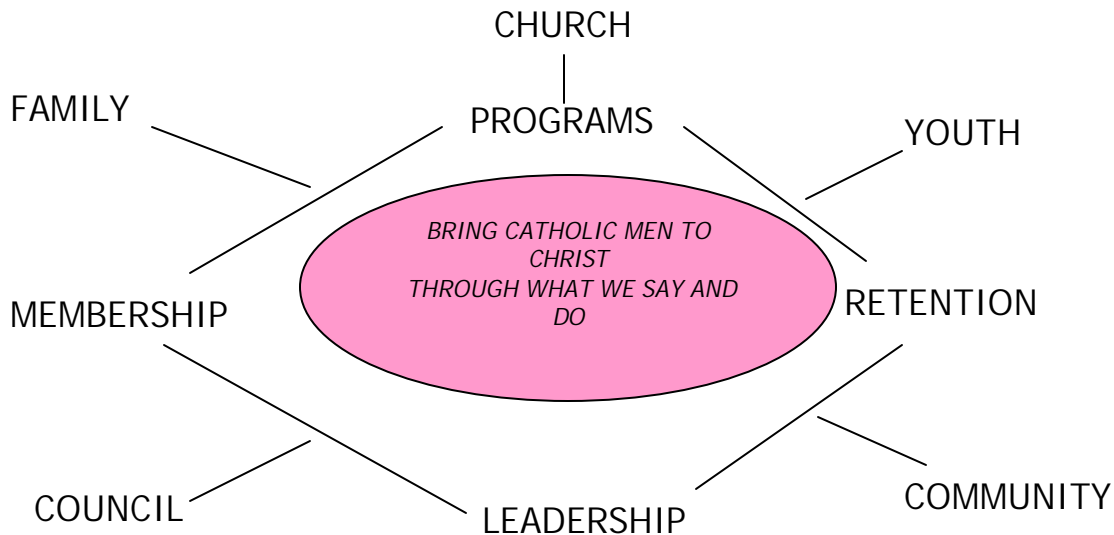 CHURCH
FAMILY
PROGRAMS
YOUTH
BRING CATHOLIC MEN TO
CHRIST
THROUGH WHAT WE SAY AND
DO
MEMBERSHIP
RETENTION
COUNCIL
LEADERSHIP
COMMUNITY